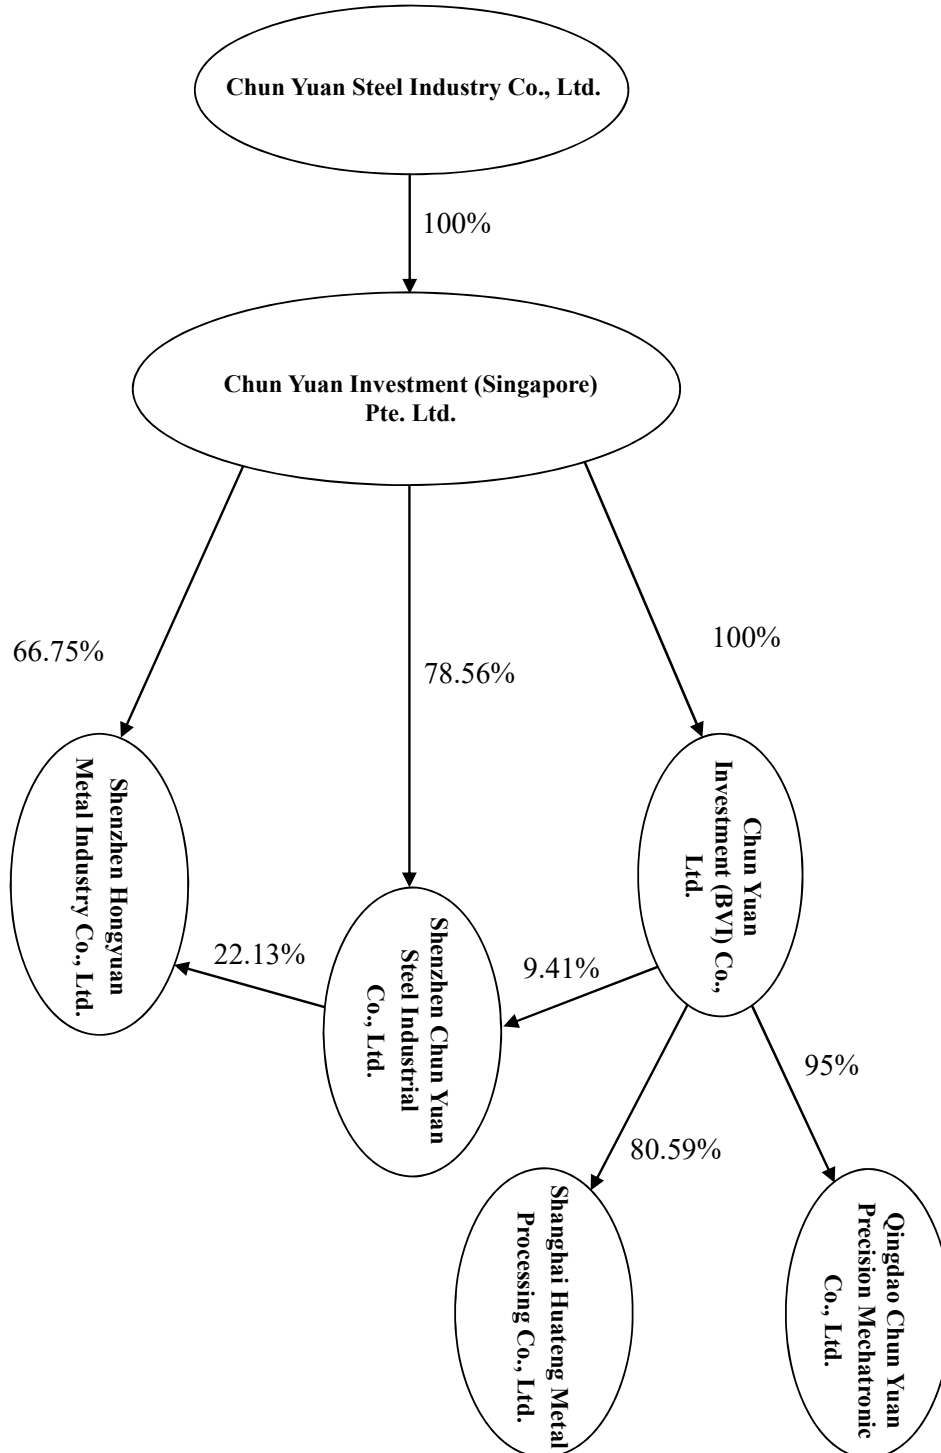 Chun Yuan Steel Industry Co., Ltd.
100%
Chun Yuan Investment (Singapore)
Pte. Ltd.
66.75%
78.56%
100%
Shenzhen Hongyuan
Metal Industry Co., Ltd.
Chun Yuan
Investment (BVI) Co.,
Ltd.
22.13%
Shenzhen Chun Yuan
Steel Industrial
Co., Ltd.
9.41%
80.59%
95%
Shanghai Huateng Metal
Processing Co., Ltd.
Qingdao Chun Yuan
Precision Mechatronic
Co., Ltd.